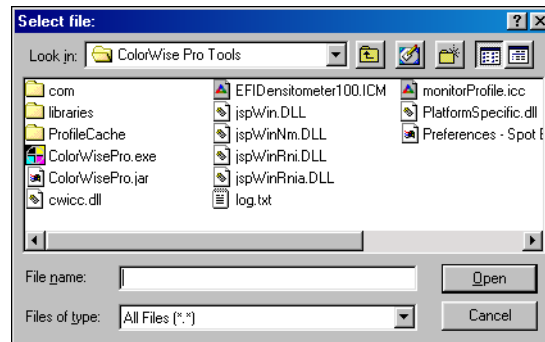 Select file:
Look in: ColorWise Pro Tools
com
libraries
ProfileCache
ColorWisePro.exe
ColorWisePro.jar
cwicc.dll
EFIDensitometer100.ICM
jspWin.DLL
jspWinNm.DLL
jspWinRni.DLL
jspWinRnia.DLL
log.txt
monitorProfile.icc
PlatformSpecific.dll
Preferences - Spot
File name:
Open
Files of type: All Files (*.*)
Cancel